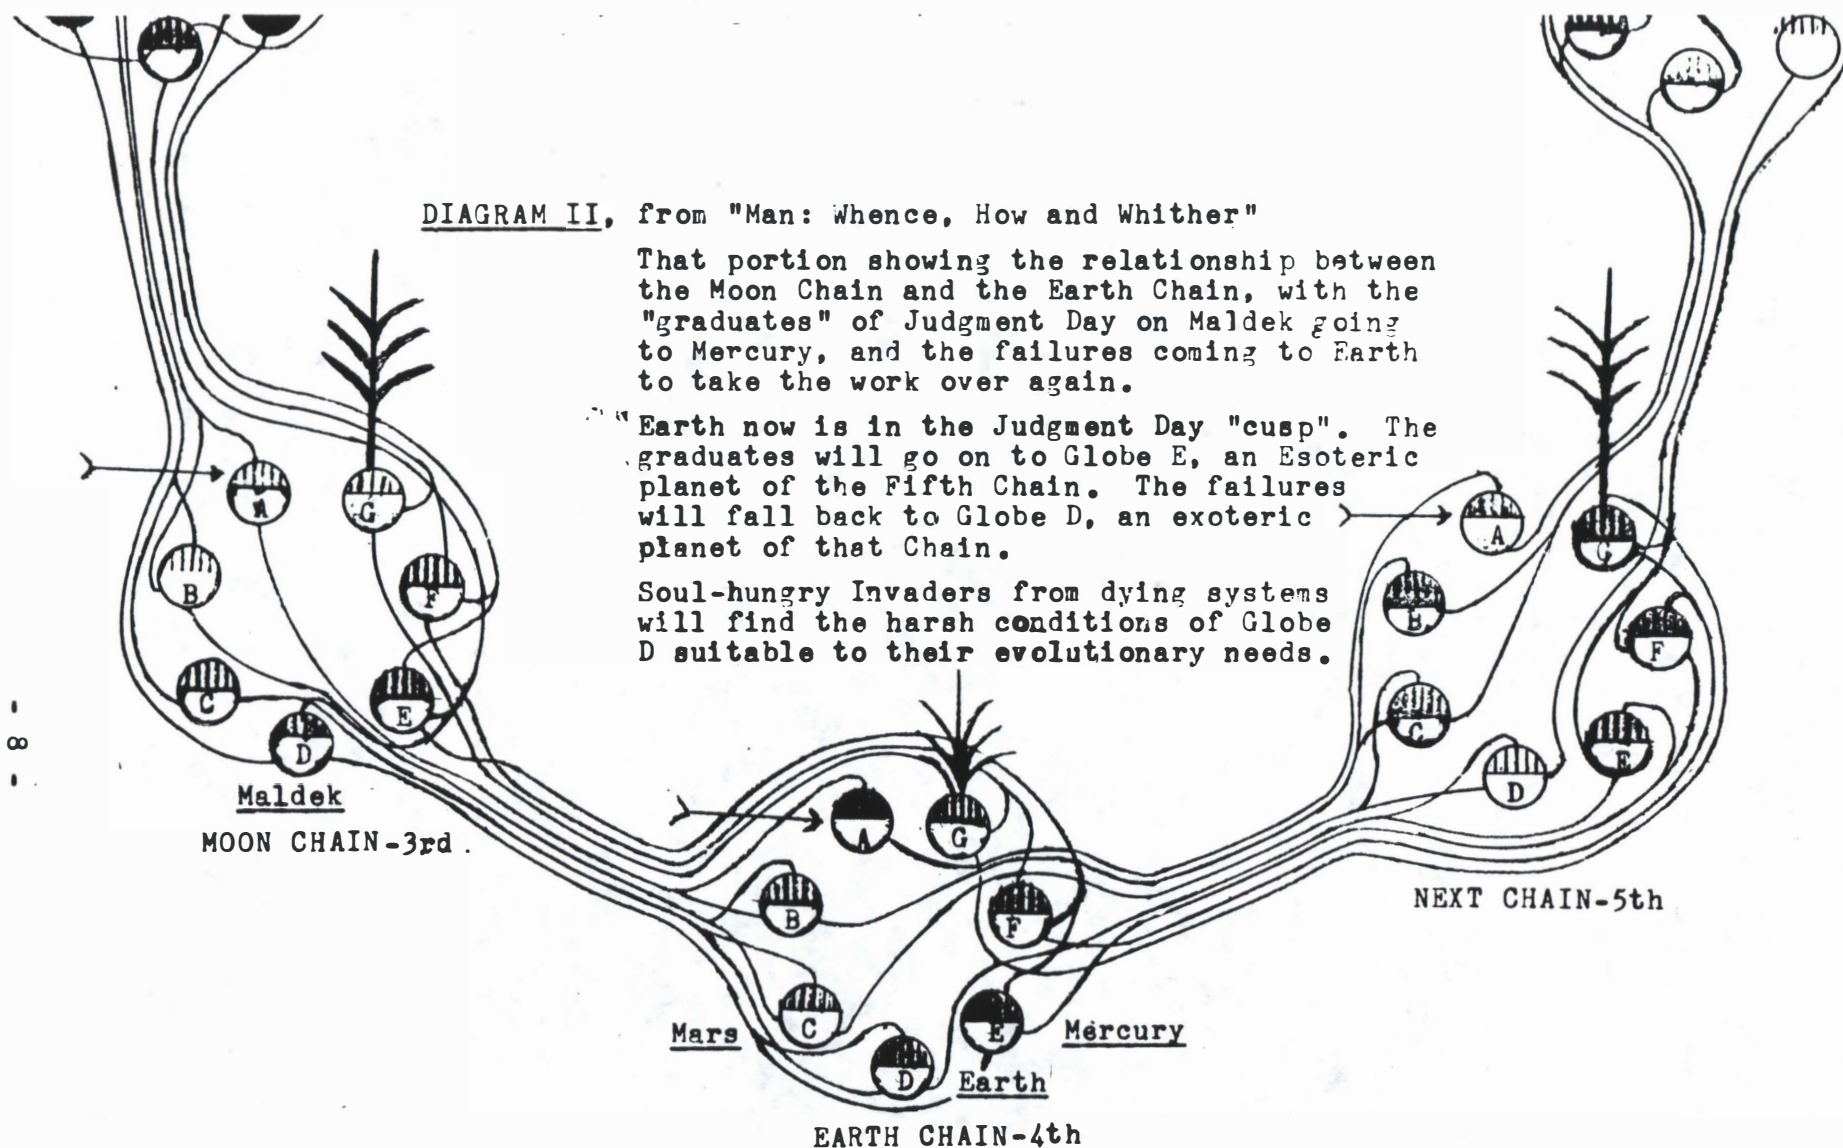 DIAGRAM II, from "Man: Whence, How and Whither"
That portion showing the relationship between
the Moon Chain and the Earth Chain, with the
"graduates" of Judgment Day on Maldek going
to Mercury, and the failures coming to Earth
to take the work over again.
Earth now is in the Judgment Day "cusp". The
graduates will go on to Globe E, an Esoteric
planet of the Fifth Chain. The failures
will fall back to Globe D, an exoteric
planet of that Chain.
Soul-hungry Invaders from dying systems
will find the harsh conditions of Globe
D suitable to their evolutionary needs.
A
G
B
F
C
E
D
Maldek
MOON CHAIN-3rd.
A
G
B
F
C
D
E
Mars
Mercury
Earth
EARTH CHAIN-4th
A
G
B
F
C
E
D
NEXT CHAIN-5th
- 8 -